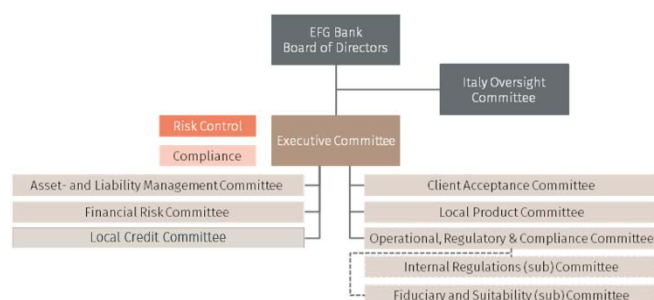 EFG Bank
Board of Directors
Italy Oversight
Committee
Risk Control
Executive Committee
Compliance
Asset- and Liability Management Committee
Client Acceptance Committee
Financial Risk Committee
Local Product Committee
Local Credit Committee
Operational, Regulatory & Compliance Committee
Internal Regulations (sub) Committee
Fiduciary and Suitability (sub) Committee